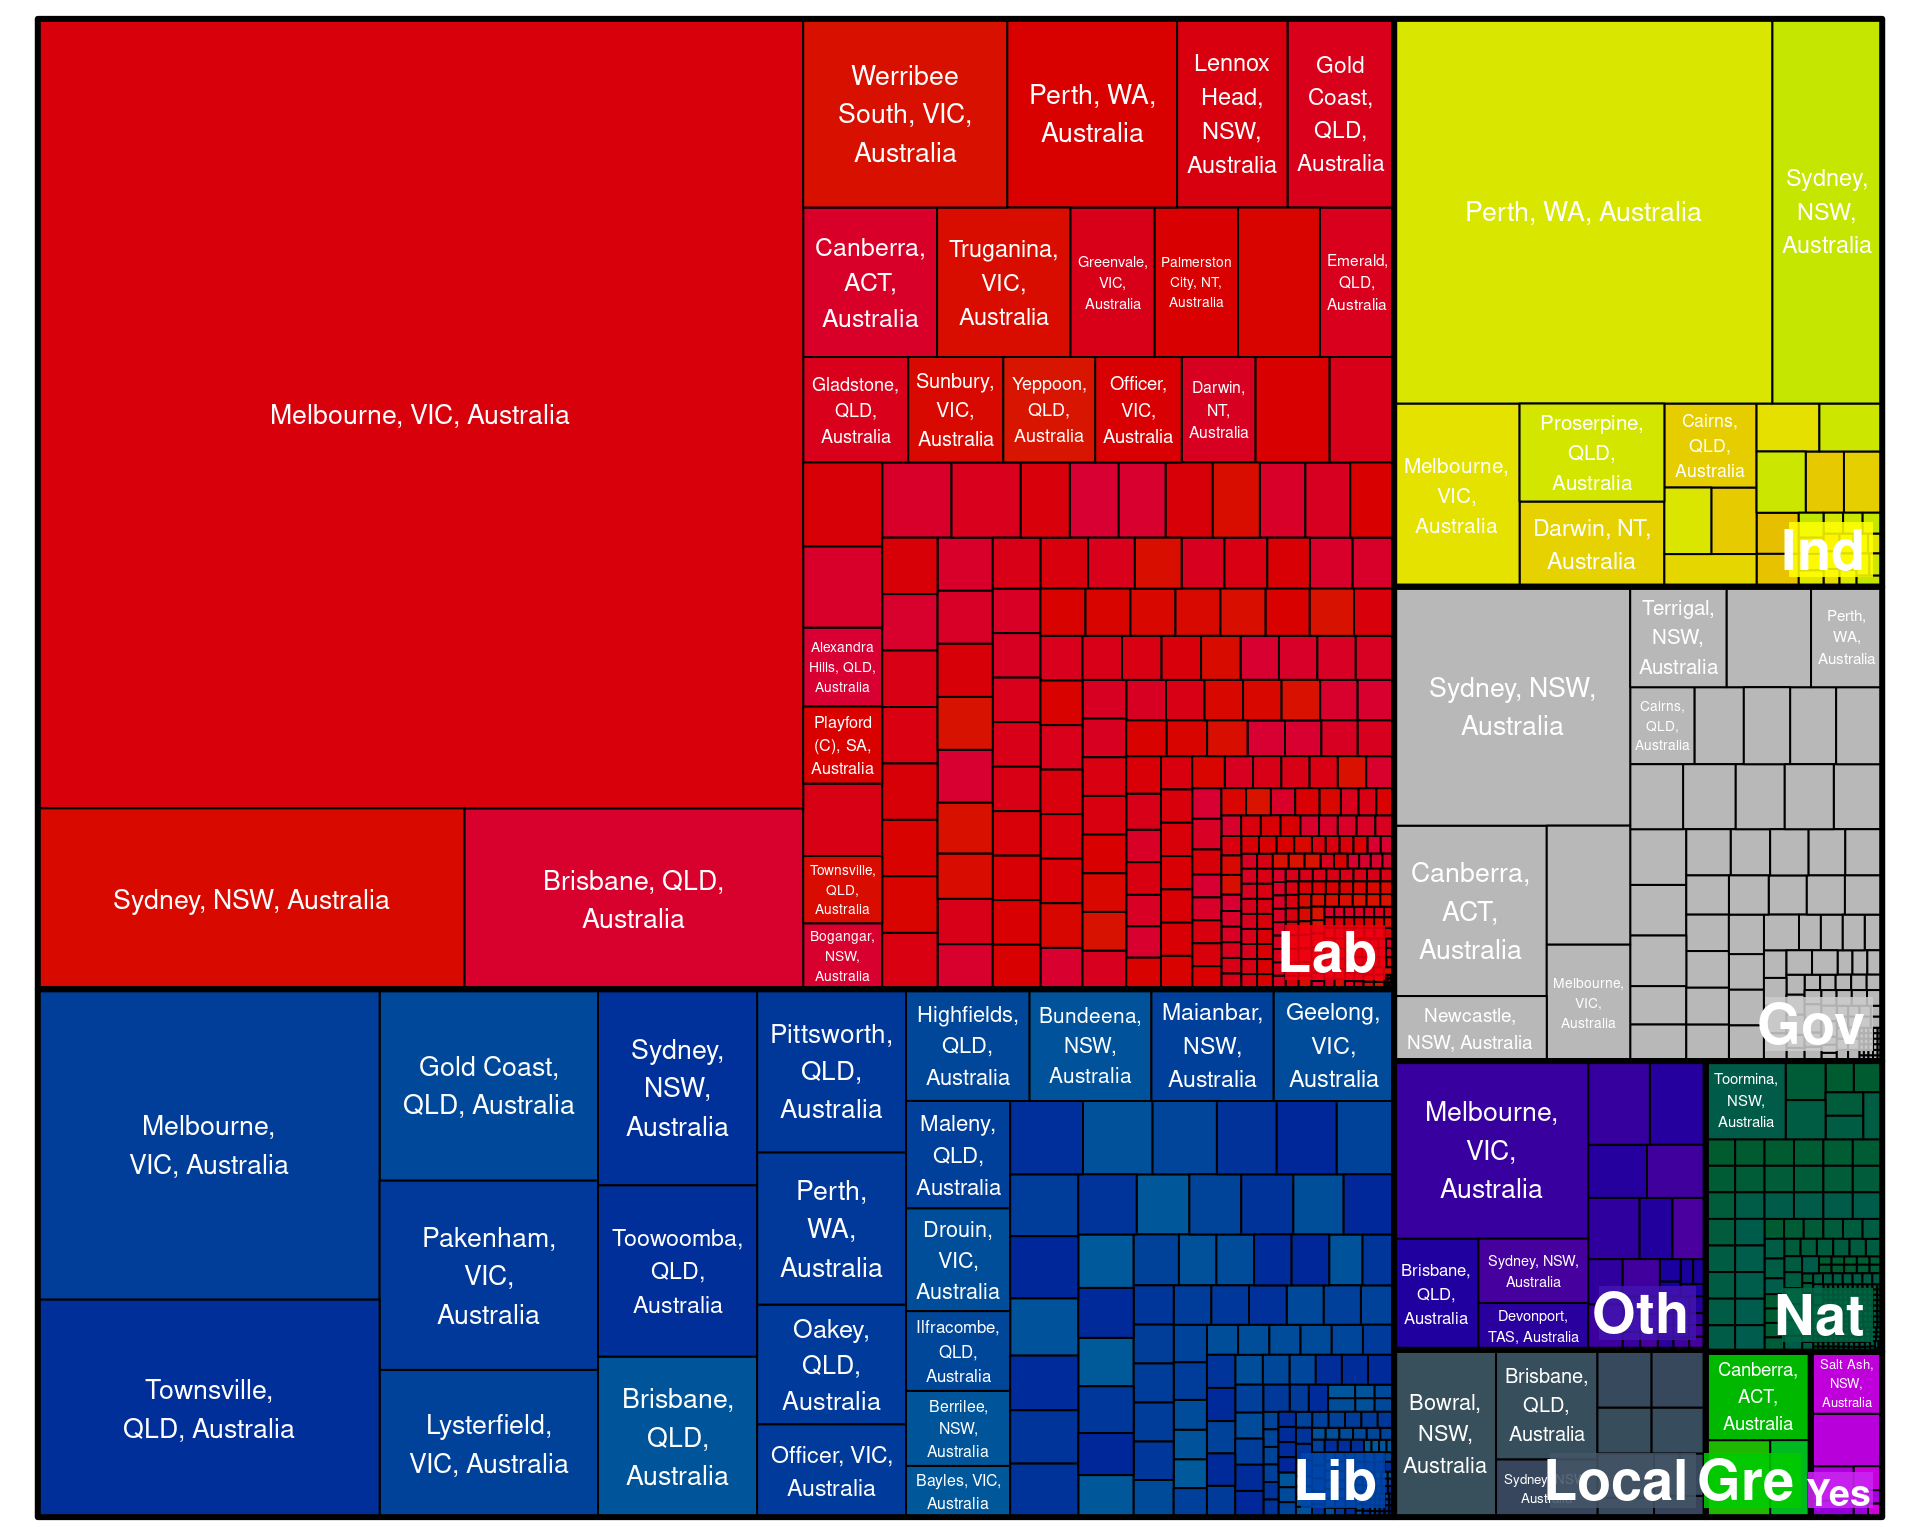 Melbourne, VIC, Australia
Sydney, NSW, Australia
Brisbane, QLD,
Australia
Werribee
South, VIC,
Australia
Perth, WA,
Australia
Lennox
Head,
NSW,
Australia
Gold
Coast,
QLD,
Australia
Canberra,
ACT,
Australia
Truganina,
VIC,
Australia
Greenvale,
VIC,
Australia
Palmerston
City, NT,
Australia
Emerald,
QLD,
Australia
Gladstone,
QLD,
Australia
Sunbury,
VIC,
Australia
Yeppoon,
QLD,
Australia
Officer,
VIC,
Australia
Darwin,
NT,
Australia
Alexandra
Hills, QLD,
Australia
Playford
(C), SA,
Australia
Townsville,
QLD,
Australia
Bogangar,
NSW,
Australia
Lab
Perth, WA, Australia
Sydney,
NSW,
Australia
Melbourne,
VIC,
Australia
Proserpine,
QLD,
Australia
Darwin, NT,
Australia
Cairns,
QLD,
Australia
Ind
Sydney, NSW,
Australia
Terrigal,
NSW,
Australia
Perth,
WA,
Australia
Cairns,
QLD,
Australia
Canberra,
ACT,
Australia
Newcastle,
NSW, Australia
Melbourne,
VIC,
Australia
Gov
Melbourne,
VIC, Australia
Townsville,
QLD, Australia
Gold Coast,
QLD, Australia
Pakenham,
VIC,
Australia
Lysterfield,
VIC, Australia
Sydney,
NSW,
Australia
Toowoomba,
QLD,
Australia
Brisbane,
QLD,
Australia
Pittsworth,
QLD,
Australia
Perth,
WA,
Australia
Oakey,
QLD,
Australia
Officer, VIC,
Australia
Highfields,
QLD,
Australia
Bundeena,
NSW,
Australia
Maianbar,
NSW,
Australia
Geelong,
VIC,
Australia
Maleny,
QLD,
Australia
Drouin,
VIC,
Australia
Ilfracombe,
QLD,
Australia
Berrilee,
NSW,
Australia
Bayles, VIC,
Australia
Lib
Melbourne,
VIC,
Australia
Brisbane,
QLD,
Australia
Sydney, NSW,
Australia
Devonport,
TAS, Australia
Oth
Toormina,
NSW,
Australia
Nat
Bowral,
NSW,
Australia
Brisbane,
QLD,
Australia
Sydney, NSW,
Australia
Local
Canberra,
ACT,
Australia
Gre
Salt Ash,
NSW,
Australia
Yes